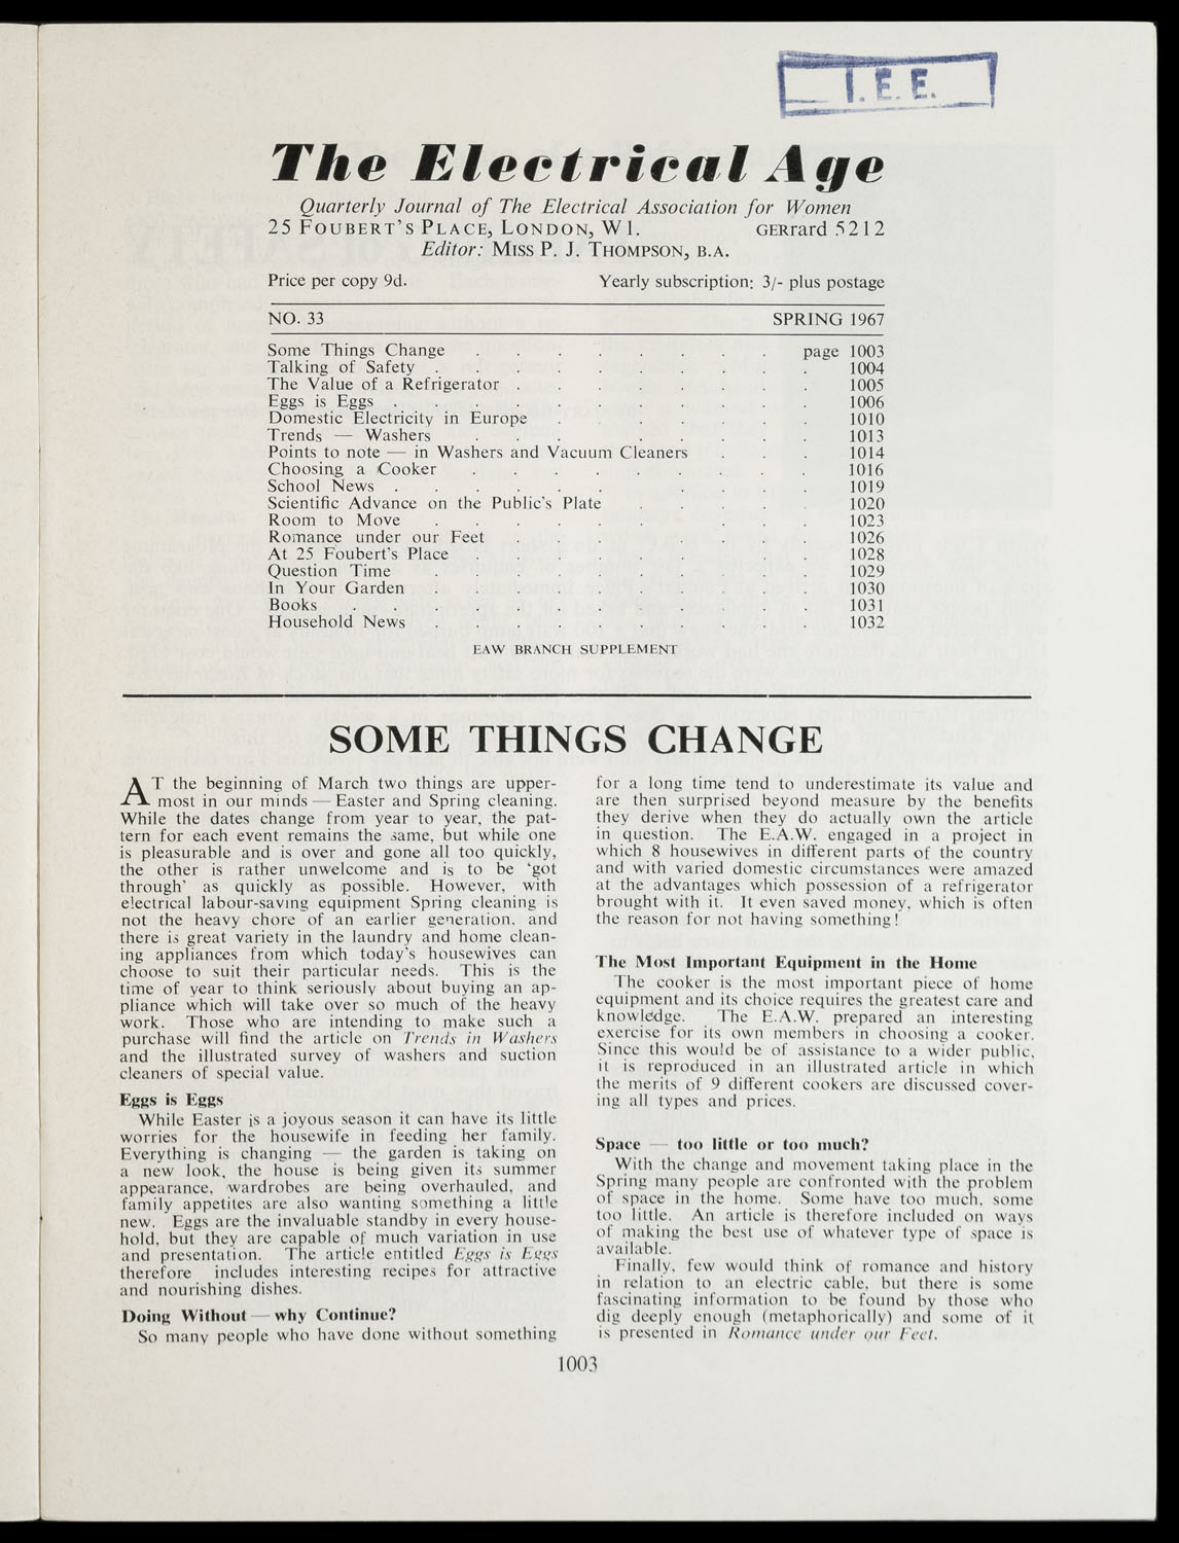 I. E. E.
The Electrical Age
Quarterly Journal of The Electrical Association for Women
25 FOUBERT'S PLACE, LONDON, W1. GERrard 5212
Editor: MISS P. J. THOMPSON, B.A.
Price per copy 9d. Yearly subscription: 3/- plus postage
NO. 33 SPRING 1967
Some Things Change . . . . . . . . page 1003
Talking of Safety . . . . . . . . . . 1004
The Value of a Refrigerator . . . . . . . . 1005
Eggs is Eggs . . . . . . . . . . . 1006
Domestic Electricity in Europe . . . . . . 1010
Trends — Washers . . . . . . . . 1013
Points to note — in Washers and Vacuum Cleaners . . . 1014
Choosing a Cooker . . . . . . . . . 1016
School News . . . . . . . . . . 1019
Scientific Advance on the Public's Plate . . . . . 1020
Room to Move . . . . . . . . . . 1023
Romance under our Feet . . . . . . . . 1026
At 25 Foubert's Place . . . . . . . . . 1028
Question Time . . . . . . . . . . 1029
In Your Garden . . . . . . . . . . 1030
Books . . . . . . . . . . . . 1031
Household News . . . . . . . . . . 1032
EAW BRANCH SUPPLEMENT
SOME THINGS CHANGE
AT the beginning of March two things are upper-
most in our minds — Easter and Spring cleaning.
While the dates change from year to year, the pat-
tern for each event remains the same, but while one
is pleasurable and is over and gone all too quickly,
the other is rather unwelcome and is to be 'got
through' as quickly as possible. However, with
electrical labour-saving equipment Spring cleaning is
not the heavy chore of an earlier generation, and
there is great variety in the laundry and home clean-
ing appliances from which today's housewives can
choose to suit their particular needs. This is the
time of year to think seriously about buying an ap-
pliance which will take over so much of the heavy
work. Those who are intending to make such a
purchase will find the article on Trends in Washers
and the illustrated survey of washers and suction
cleaners of special value.
Eggs is Eggs
While Easter is a joyous season it can have its little
worries for the housewife in feeding her family.
Everything is changing — the garden is taking on
a new look, the house is being given its summer
appearance, wardrobes are being overhauled, and
family appetites are also wanting something a little
new. Eggs are the invaluable standby in every house-
hold, but they are capable of much variation in use
and presentation. The article entitled Eggs is Eggs
therefore includes interesting recipes for attractive
and nourishing dishes.
Doing Without — why Continue?
So many people who have done without something
for a long time tend to underestimate its value and
are then surprised beyond measure by the benefits
they derive when they do actually own the article
in question. The E.A.W. engaged in a project in
which 8 housewives in different parts of the country
and with varied domestic circumstances were amazed
at the advantages which possession of a refrigerator
brought with it. It even saved money, which is often
the reason for not having something!
The Most Important Equipment in the Home
The cooker is the most important piece of home
equipment and its choice requires the greatest care and
knowledge. The E.A.W. prepared an interesting
exercise for its own members in choosing a cooker.
Since this would be of assistance to a wider public,
it is reproduced in an illustrated article in which
the merits of 9 different cookers are discussed cover-
ing all types and prices.
Space — too little or too much?
With the change and movement taking place in the
Spring many people are confronted with the problem
of space in the home. Some have too much, some
too little. An article is therefore included on ways
of making the best use of whatever type of space is
available.
Finally, few would think of romance and history
in relation to an electric cable, but there is some
fascinating information to be found by those who
dig deeply enough (metaphorically) and some of it
is presented in Romance under our Feet.
1003